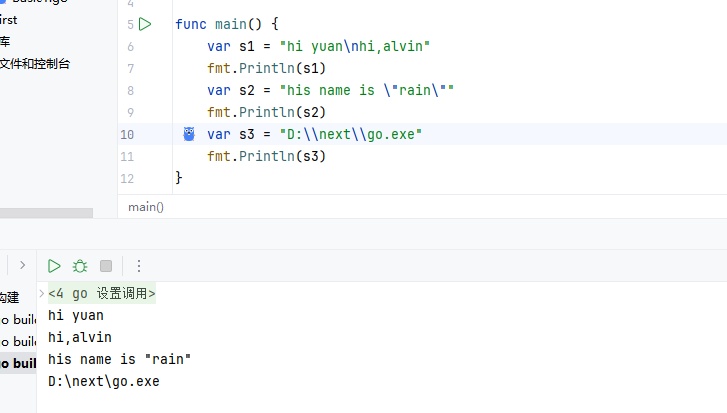 irst
库
文件和控制台
4
5 func main() {
6 var s1 = "hi yuan\nhi,alvin"
7 fmt.Println(s1)
8 var s2 = "his name is \"rain\""
9 fmt.Println(s2)
10 var s3 = "D:\\next\\go.exe"
11 fmt.Println(s3)
12 }
main()
构建
go buil
go buil
go buil
<4 go 设置调用>
hi yuan
hi,alvin
his name is "rain"
D:\next\go.exe